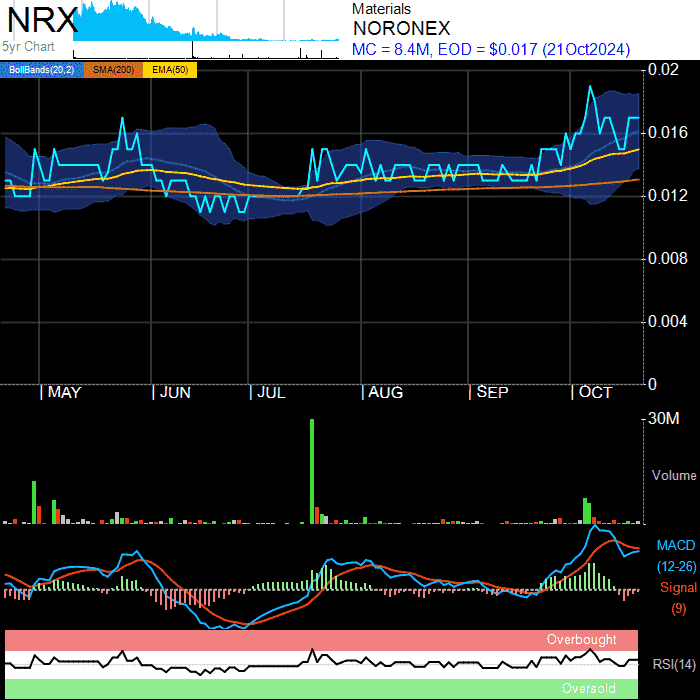 NRX
5yr Chart
Materials
NORONEX
MC = 8.4M, EOD = $0.017 (21Oct2024)
BollBands(20,2) SMA(200) EMA(50)
0.02
0.016
0.012
0.008
0.004
0
MAY JUN JUL AUG SEP OCT
30M
Volume
MACD
(12-26)
Signal
(9)
Overbought
RSI(14)
Oversold